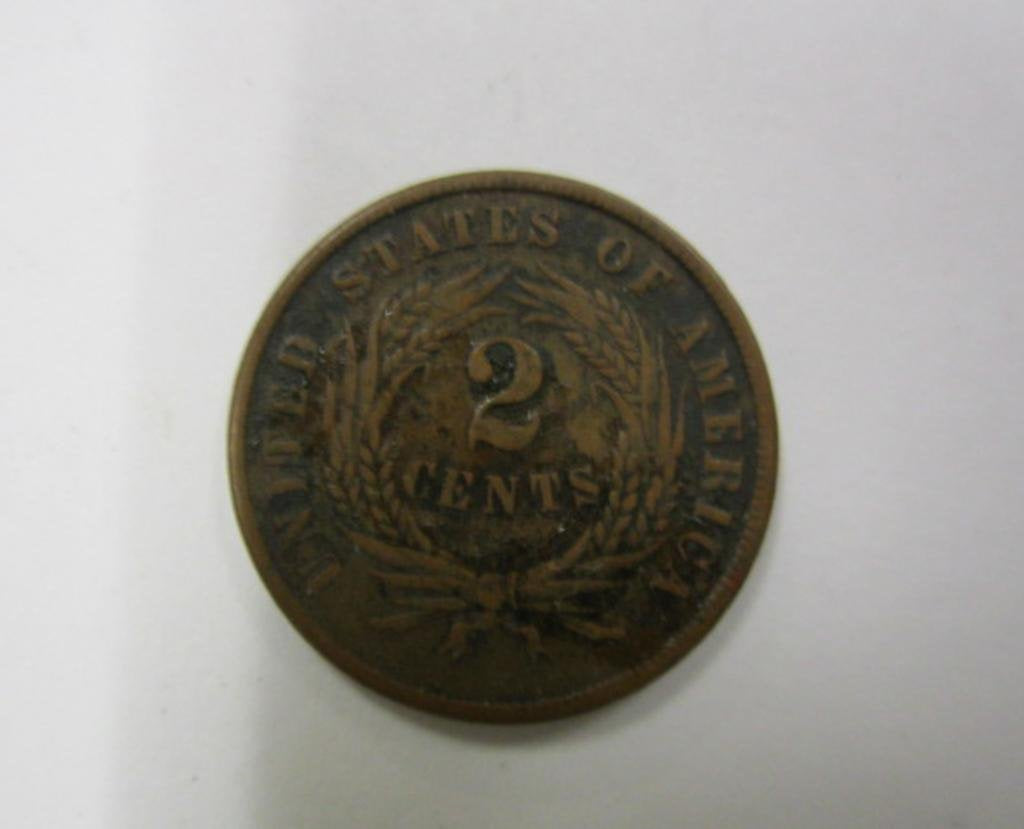 UNITED STATES OF AMERICA
2
CENTS